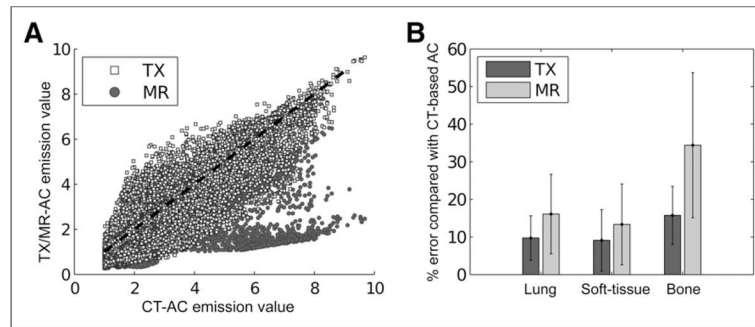 A
TX/MR-AC emission value
10
8
6
4
2
0
TX
MR
0 2 4 6 8 10
CT-AC emission value
B
% error compared with CT-based AC
60
50
40
30
20
10
0
TX
MR
Lung Soft-tissue Bone